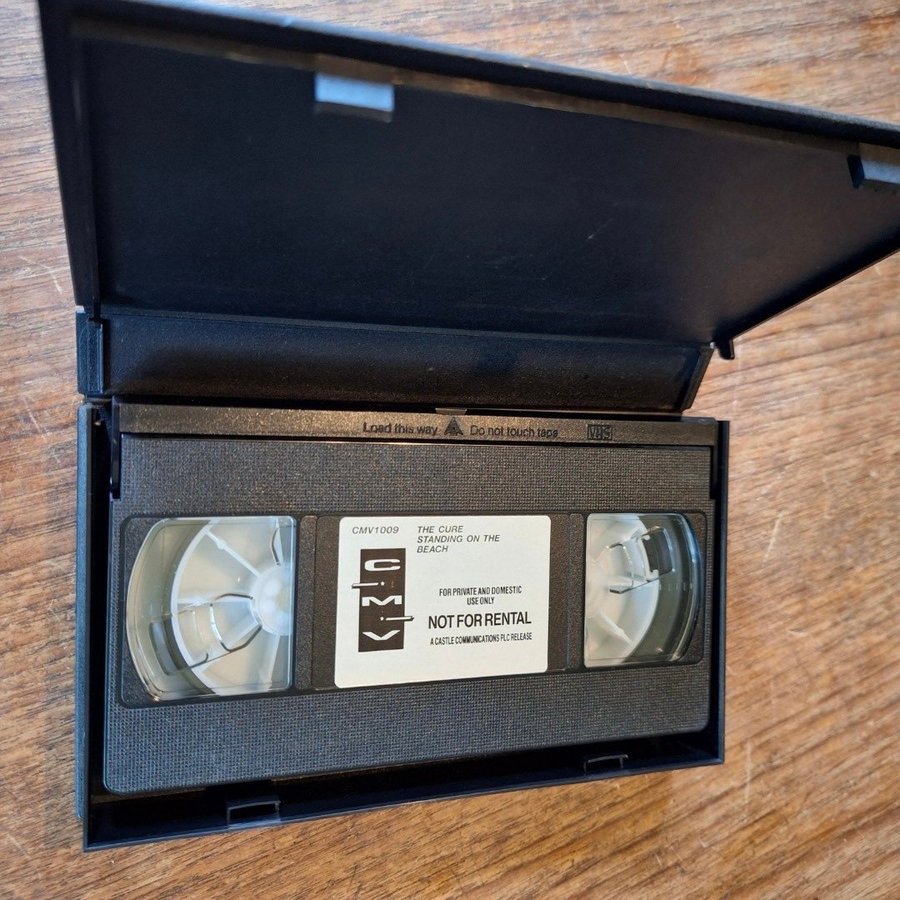 Load this way Do not touch tape VHS
CMV1009 THE CURE
STANDING ON THE
BEACH
CMV
FOR PRIVATE AND DOMESTIC
USE ONLY
NOT FOR RENTAL
A CASTLE COMMUNICATIONS PLC RELEASE